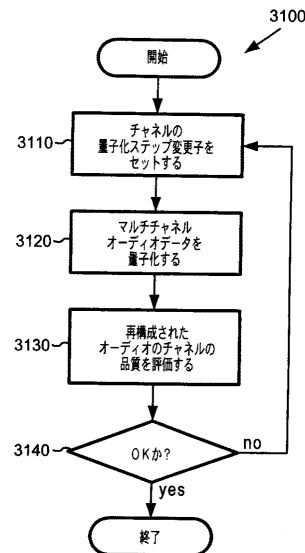 3100
開始
3110
チャネルの
量子化ステップ変更子を
セットする
3120
マルチチャネル
オーディオデータを
量子化する
3130
再構成された
オーディオのチャネルの
品質を評価する
3140
OKか?
no
yes
終了